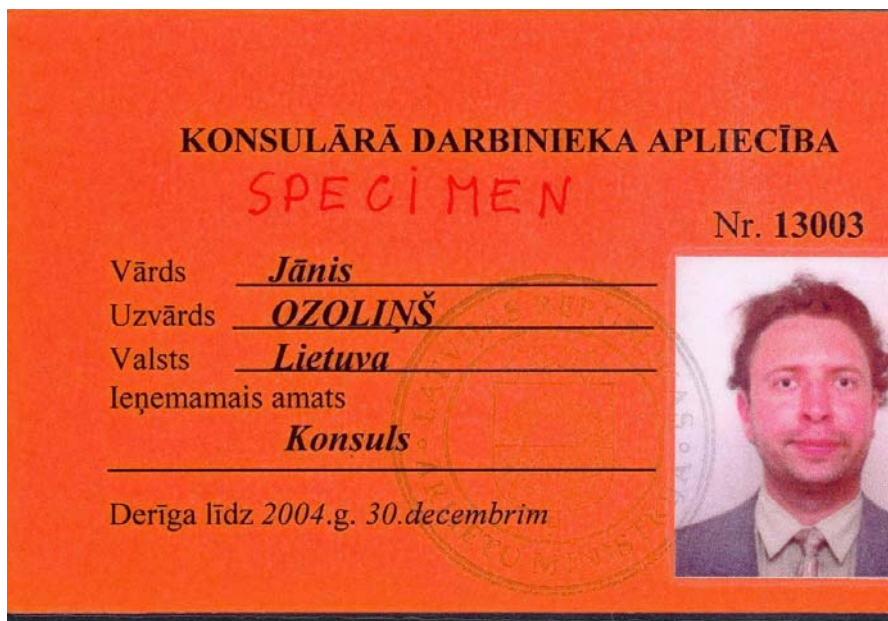 KONSULĀRĀ DARBINIEKA APLIECĪBA
SPECIMEN
Nr. 13003
Vārds Jānis
Uzvārds OZOLIŅŠ
Valsts Lietuva
Ieņemamais amats
Konsuls
Derīga līdz 2004.g. 30.decembrim